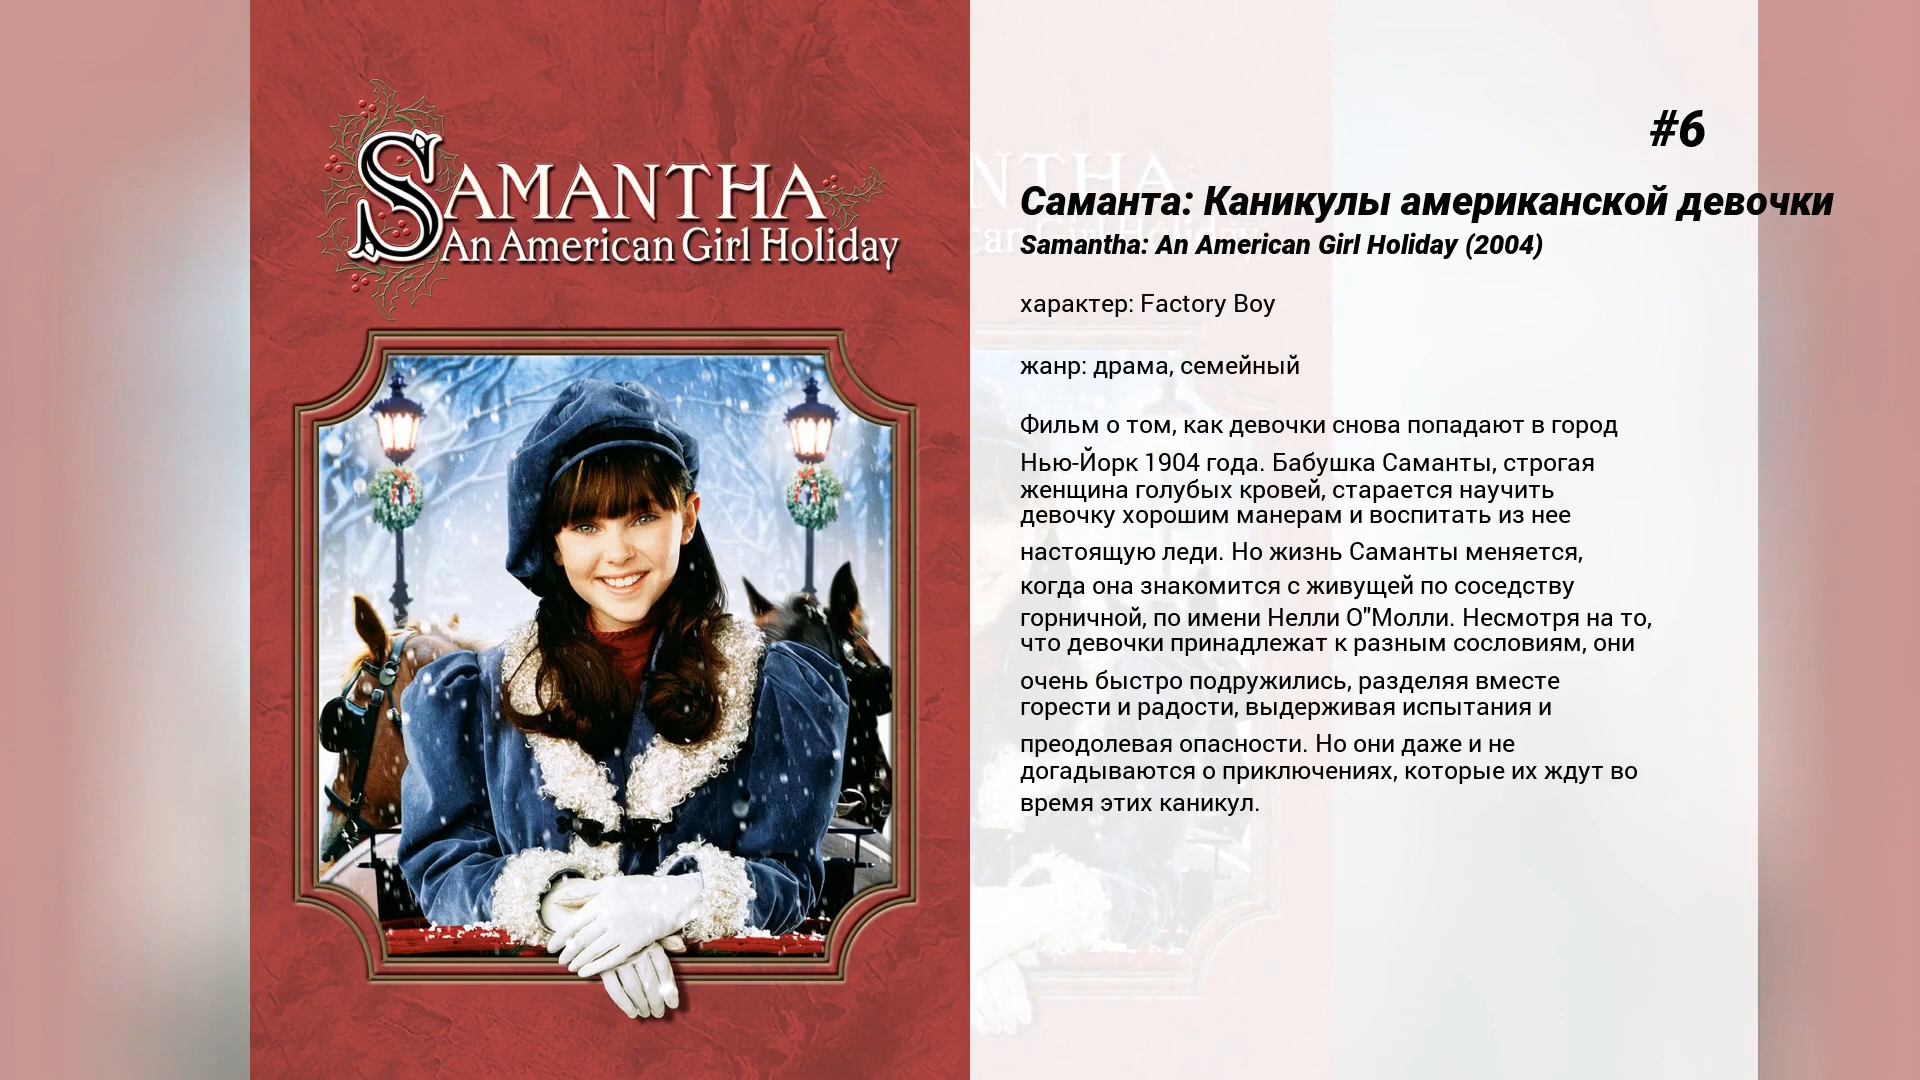 SAMANTHA
An American Girl Holiday
#6
Саманта: Каникулы американской девочки
Samantha: An American Girl Holiday (2004)
характер: Factory Boy
жанр: драма, семейный
Фильм о том, как девочки снова попадают в город
Нью-Йорк 1904 года. Бабушка Саманты, строгая
женщина голубых кровей, старается научить
девочку хорошим манерам и воспитать из нее
настоящую леди. Но жизнь Саманты меняется,
когда она знакомится с живущей по соседству
горничной, по имени Нелли О"Молли. Несмотря на то,
что девочки принадлежат к разным сословиям, они
очень быстро подружились, разделяя вместе
горести и радости, выдерживая испытания и
преодолевая опасности. Но они даже и не
догадываются о приключениях, которые их ждут во
время этих каникул.